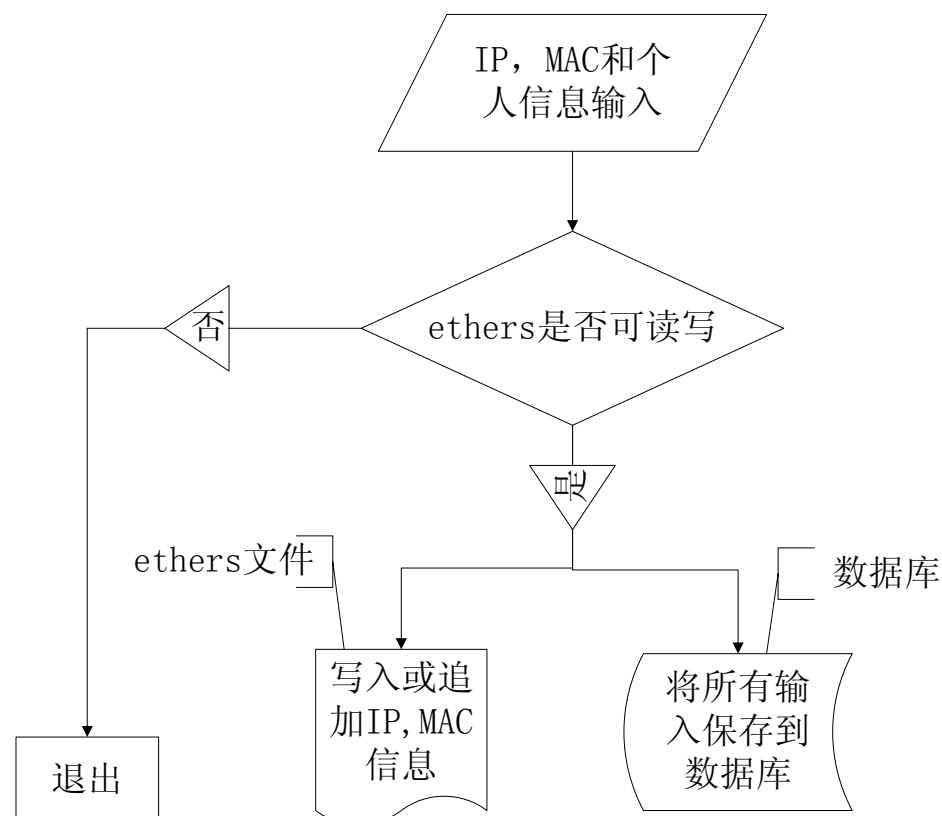 IP，MAC和个
人信息输入
ethers是否可读写
否
是
ethers文件
数据库
写入或追
加IP,MAC
信息
将所有输
入保存到
数据库
退出